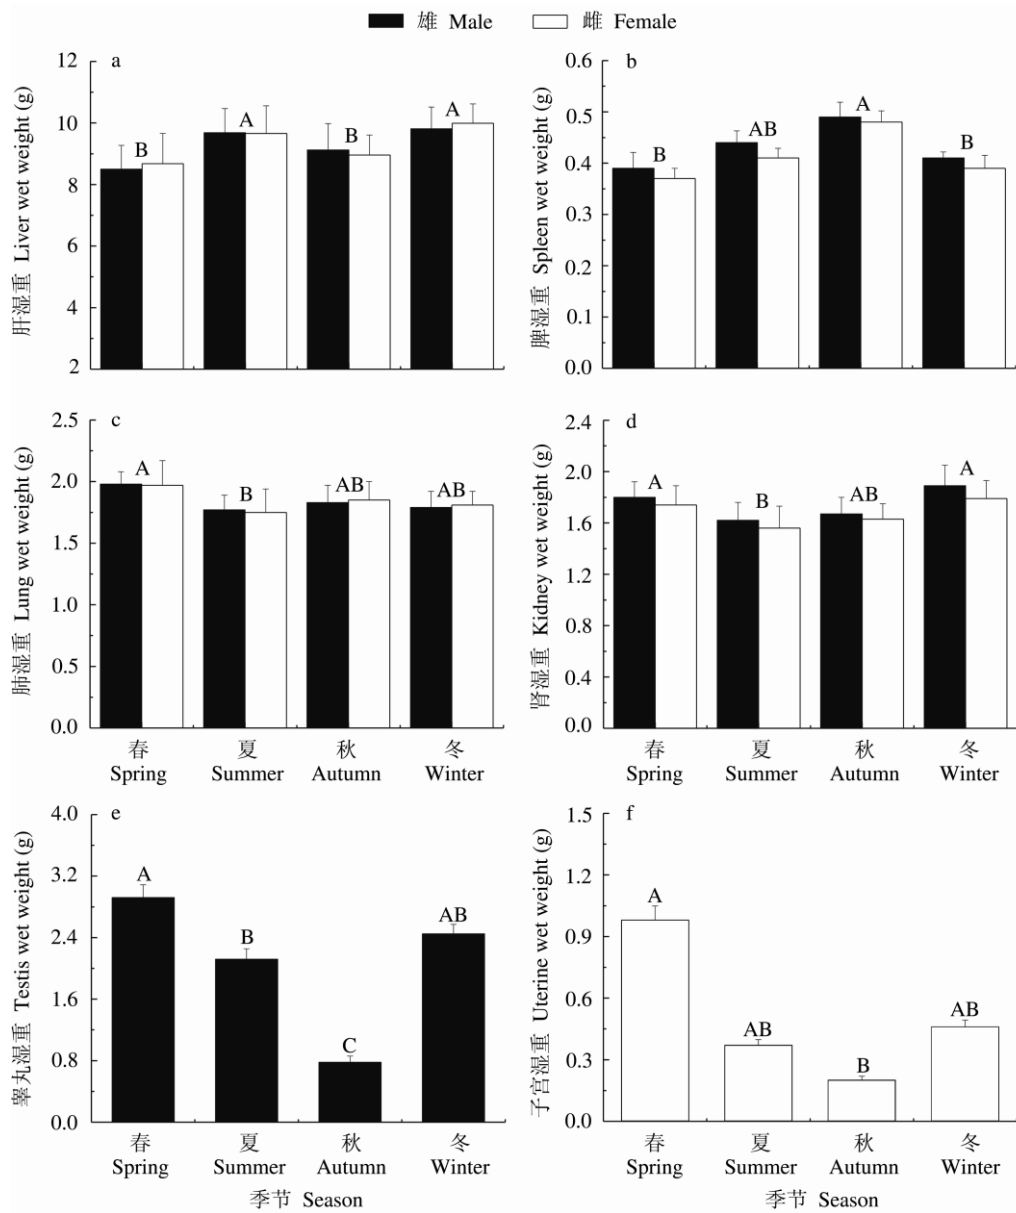 雄 Male 雌 Female
a
肝湿重 Liver wet weight (g)
12
10
8
6
4
2
B
A
B
A
b
脾湿重 Spleen wet weight (g)
0.6
0.5
0.4
0.3
0.2
0.1
0.0
B
AB
A
B
c
肺湿重 Lung wet weight (g)
2.5
2.0
1.5
1.0
0.5
0.0
A
B
AB
AB
春 夏 秋 冬
Spring Summer Autumn Winter
d
肾湿重 Kidney wet weight (g)
2.4
2.0
1.6
1.2
0.8
0.4
0.0
A
B
AB
A
春 夏 秋 冬
Spring Summer Autumn Winter
e
睾丸湿重 Testis wet weight (g)
4.0
3.2
2.4
1.6
0.8
0.0
A
B
C
AB
春 夏 秋 冬
Spring Summer Autumn Winter
季节 Season
f
子宫湿重 Uterine wet weight (g)
1.5
1.2
0.9
0.6
0.3
0.0
A
AB
B
AB
春 夏 秋 冬
Spring Summer Autumn Winter
季节 Season